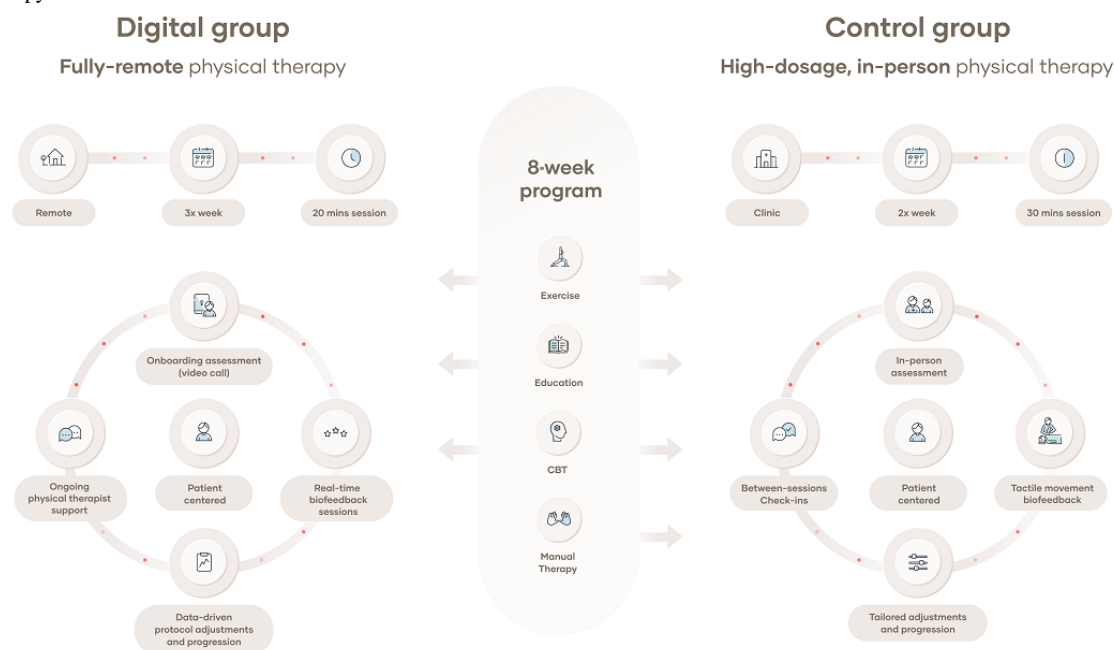 Digital group
Fully-remote physical therapy
Remote
3x week
20 mins session
Onboarding assessment
(video call)
Ongoing
physical therapist
support
Patient
centered
Real-time
biofeedback
sessions
Data-driven
protocol adjustments
and progression
8-week
program
Exercise
Education
CBT
Manual
Therapy
Control group
High-dosage, in-person physical therapy
Clinic
2x week
30 mins session
In-person
assessment
Between-sessions
Check-ins
Patient
centered
Tactile movement
biofeedback
Tailored adjustments
and progression